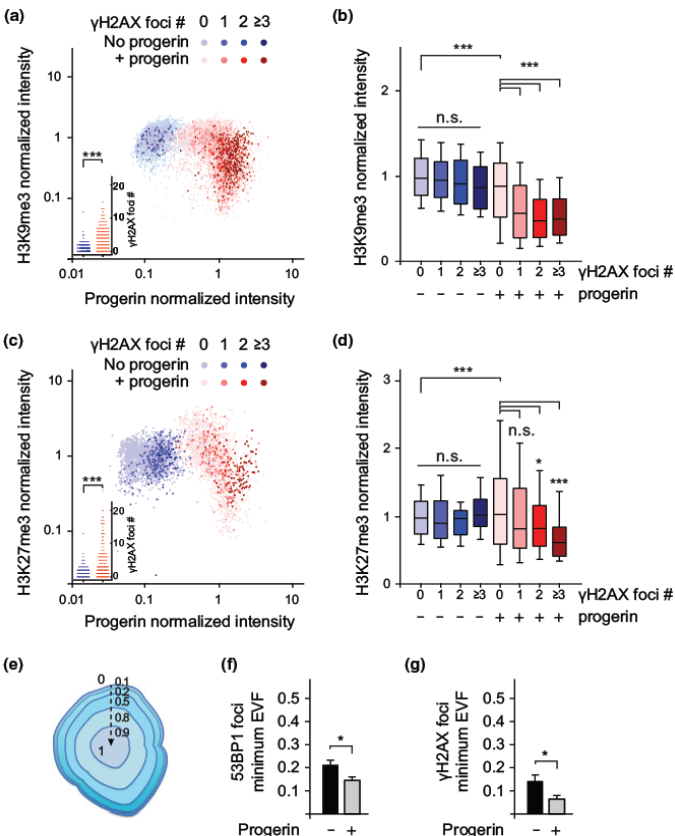 (a)
γH2AX foci # 0 1 2 ≥3
No progerin
+ progerin
H3K9me3 normalized intensity
10
1
0.1
***
20
10
0
γH2AX foci #
0.01 0.1 1 10
Progerin normalized intensity
(b)
H3K9me3 normalized intensity
2
1
0
***
***
n.s.
0 1 2 ≥3 0 1 2 ≥3 γH2AX foci #
– – – – + + + + progerin
(c)
γH2AX foci # 0 1 2 ≥3
No progerin
+ progerin
H3K27me3 normalized intensity
10
1
0.1
***
20
10
0
γH2AX foci #
0.01 0.1 1 10
Progerin normalized intensity
(d)
H3K27me3 normalized intensity
3
2
1
0
***
n.s.
n.s.
*
***
0 1 2 ≥3 0 1 2 ≥3 γH2AX foci #
– – – – + + + + progerin
(e)
0
0.1
0.2
0.5
0.8
0.9
1
(f)
53BP1 foci
minimum EVF
0.5
0.4
0.3
0.2
0.1
0
*
Progerin – +
(g)
γH2AX foci
minimum EVF
0.5
0.4
0.3
0.2
0.1
0
*
Progerin – +